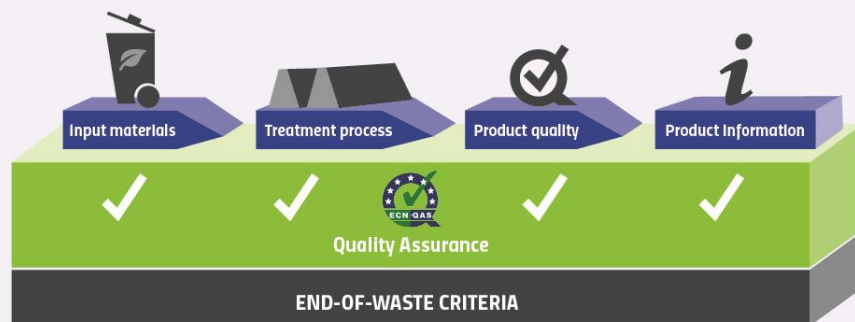 Input materials
Treatment process
Product quality
Product Information
ECN-QAS
Quality Assurance
END-OF-WASTE CRITERIA